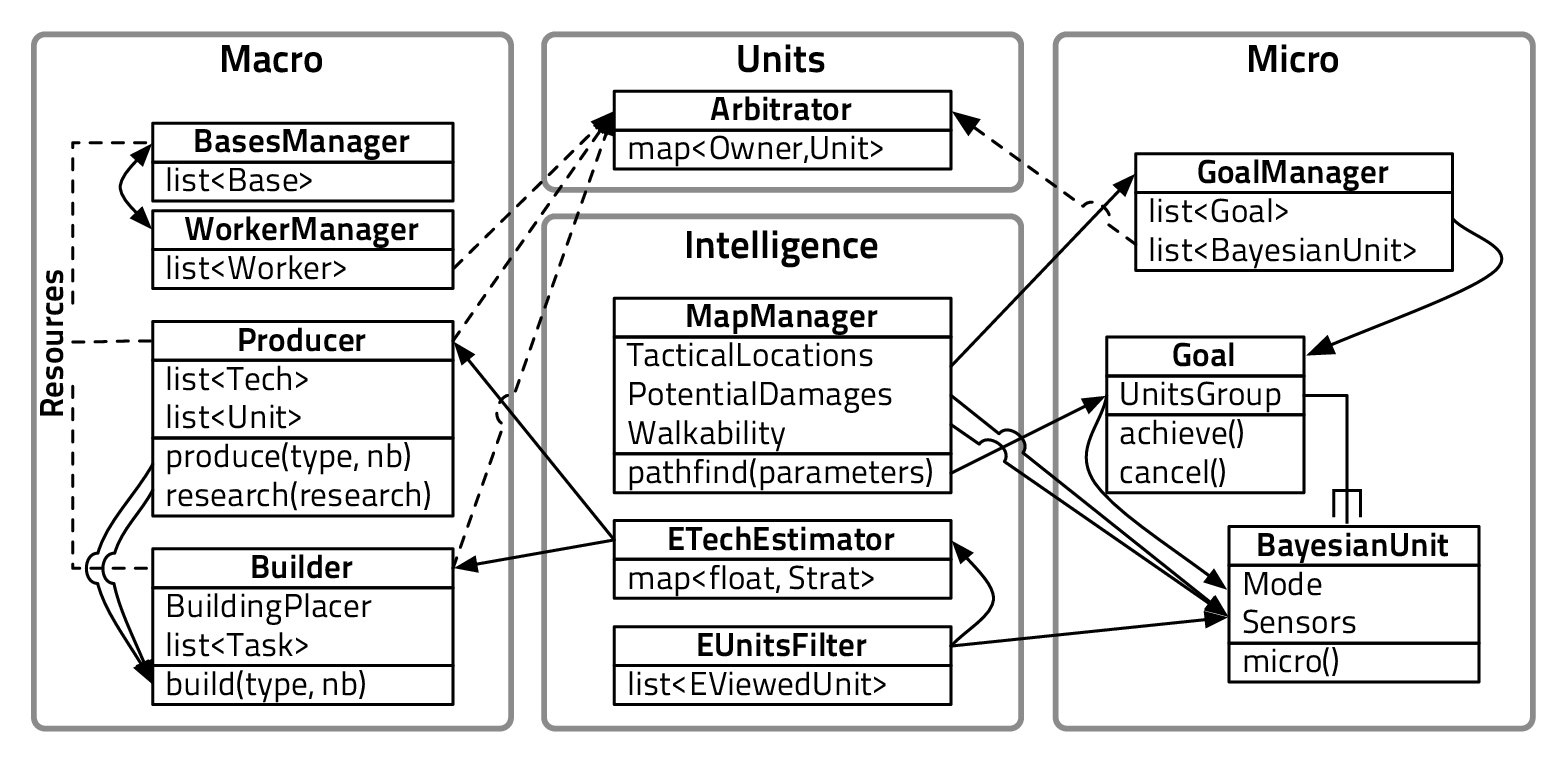 Macro
BasesManager
list<Base>
WorkerManager
list<Worker>
Resources
Producer
list<Tech>
list<Unit>
produce(type, nb)
research(research)
Builder
BuildingPlacer
list<Task>
build(type, nb)
Units
Arbitrator
map<Owner,Unit>
Intelligence
MapManager
TacticalLocations
PotentialDamages
Walkability
pathfind(parameters)
ETechEstimator
map<float, Strat>
EUnitsFilter
list<EViewedUnit>
Micro
GoalManager
list<Goal>
list<BayesianUnit>
Goal
UnitsGroup
achieve()
cancel()
BayesianUnit
Mode
Sensors
micro()